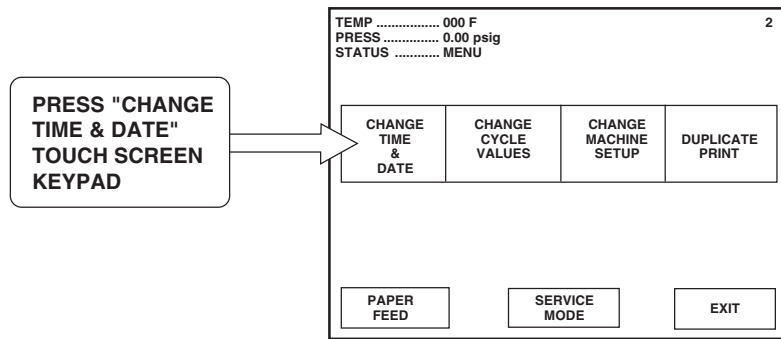 TEMP ................ 000 F 2
PRESS ............... 0.00 psig
STATUS ............ MENU
PRESS "CHANGE
TIME & DATE"
TOUCH SCREEN
KEYPAD
CHANGE
TIME
&
DATE
CHANGE
CYCLE
VALUES
CHANGE
MACHINE
SETUP
DUPLICATE
PRINT
PAPER
FEED
SERVICE
MODE
EXIT